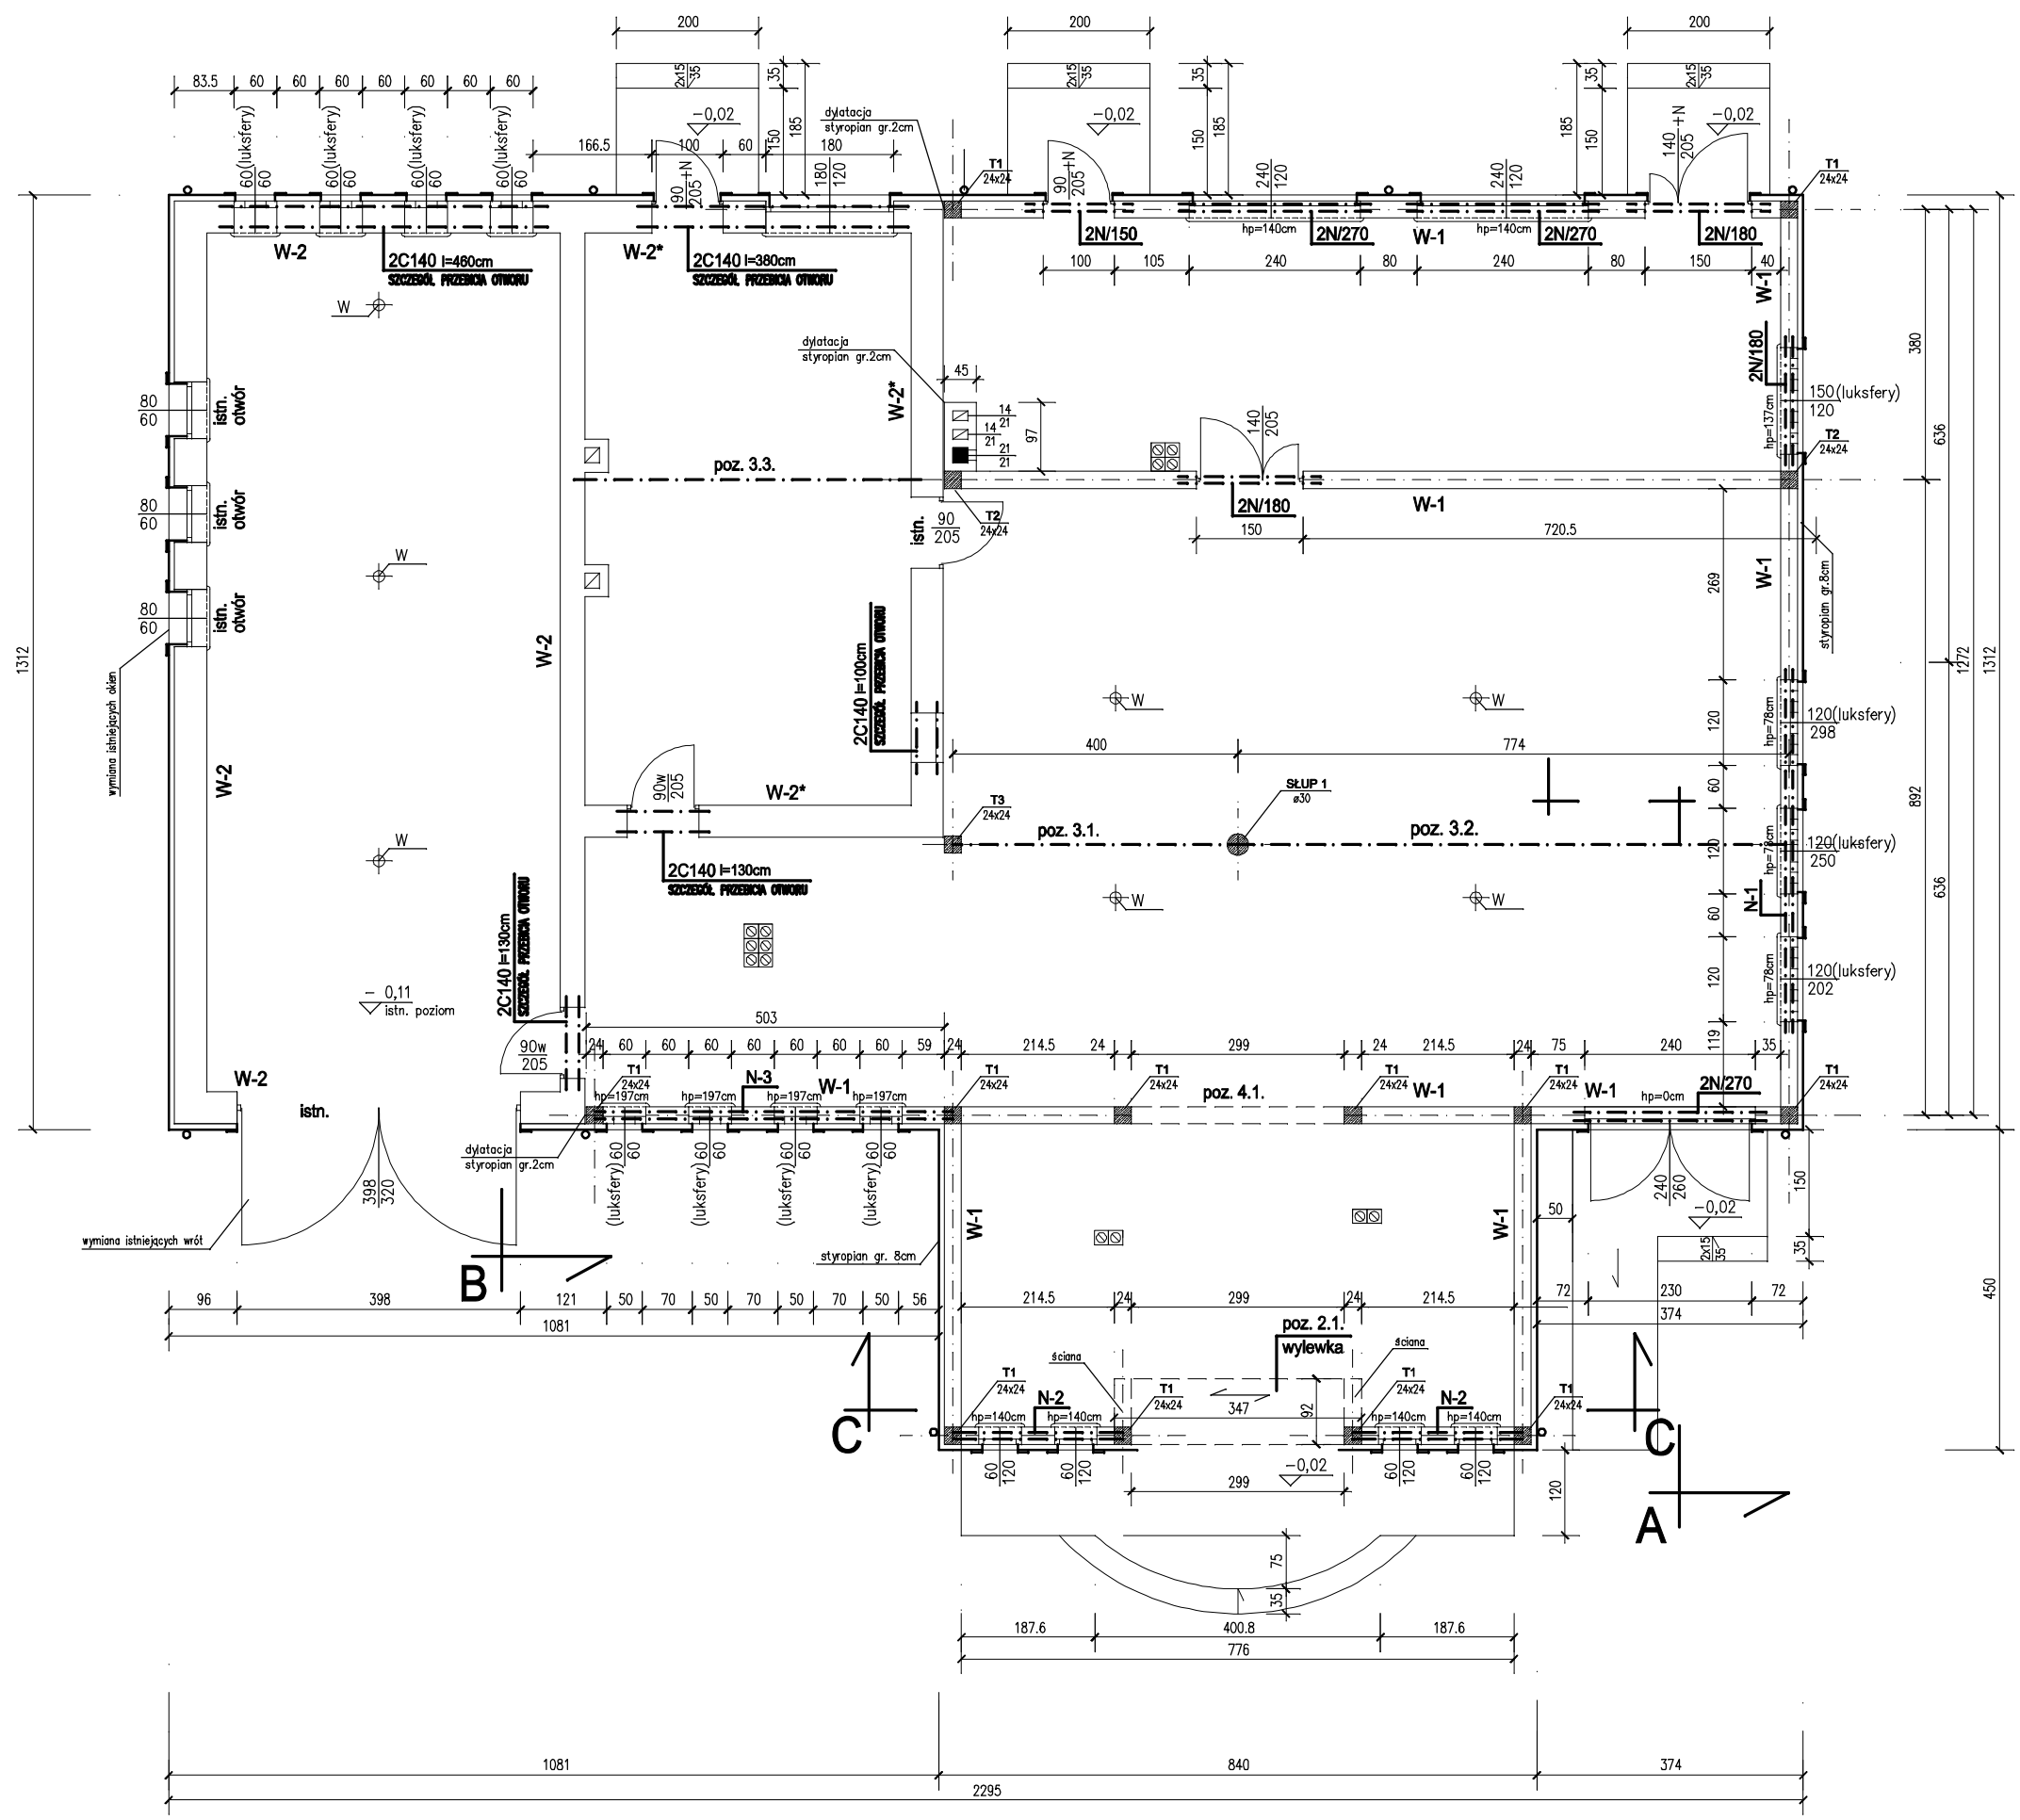 200
200
200
2x15
35
2x15
35
2x15
35
83.5 60 60 60 60 60 60 60
35
150
185
35
150
185
185
35
150
-0,02
-0,02
-0,02
dylatacja
styropian gr.2cm
60(luksfery)
60
60(luksfery)
60
60(luksfery)
60
60(luksfery)
60
166.5 100 60 180
90 +N
205
180
120
T1
24x24
90 +N
205
240
120
240
120
140 +N
205
T1
24x24
W-2
2C140 l=460cm
SZCZEGÓŁ PRZEBICIA OTWORU
W-2*
2C140 l=380cm
SZCZEGÓŁ PRZEBICIA OTWORU
2N/150
hp=140cm
2N/270
W-1
hp=140cm
2N/270
2N/180
100 105 240 80 240 80 150 40
W-1
W
dylatacja
styropian gr.2cm
2N/180
380
45
W-2*
14
21
14
21
21
21
97
140
205
hp=137cm
150(luksfery)
120
636
T2
24x24
80
60
istn.
otwór
80
60
istn.
otwór
80
60
istn.
otwór
poz. 3.3.
2N/180
W-1
istn.
90
205
T2
24x24
150 720.5
W
W-1
269
styropian gr.8cm
1312
1272
1312
wymiana istniejących okien
W-2
W-2
2C140 l=100cm
SZCZEGÓŁ PRZEBICIA OTWORU
W
W
120
hp=78cm
120(luksfery)
298
400 774
90w
205
W-2*
T3
24x24
SŁUP 1
ø30
60
892
poz. 3.1.
poz. 3.2.
120
hp=78cm
120(luksfery)
250
W
2C140 l=130cm
SZCZEGÓŁ PRZEBICIA OTWORU
W
W
60
N-1
636
2C140 l=130cm
SZCZEGÓŁ PRZEBICIA OTWORU
120
hp=78cm
120(luksfery)
202
- 0,11
istn. poziom
503
119
90w
205
24 60 60 60 60 60 60 60 59 24 214.5 24 299 24 214.5 24 75 240 35
W-2
istn.
T1
24x24
N-3
W-1
hp=197cm
hp=197cm
hp=197cm
hp=197cm
T1
24x24
T1
24x24
poz. 4.1.
T1
24x24
W-1
T1
24x24
W-1
hp=0cm
2N/270
T1
24x24
dylatacja
styropian gr.2cm
(luksfery) 60
60
(luksfery) 60
60
(luksfery) 60
60
(luksfery) 60
60
398
320
240
260
150
50
-0,02
W-1
W-1
wymiana istniejących wrót
styropian gr. 8cm
2x15
35
35
B
96 398 121 50 70 50 70 50 70 50 56
1081
214.5 24 299 24 214.5
72 230 72
374
450
poz. 2.1.
wylewka
ściana
ściana
T1
24x24
N-2
T1
24x24
T1
24x24
N-2
T1
24x24
hp=140cm
hp=140cm
347
92
hp=140cm
hp=140cm
C
C
60
120
60
120
-0,02
60
120
60
120
299
120
A
75
35
187.6 400.8 187.6
776
1081 840 374
2295